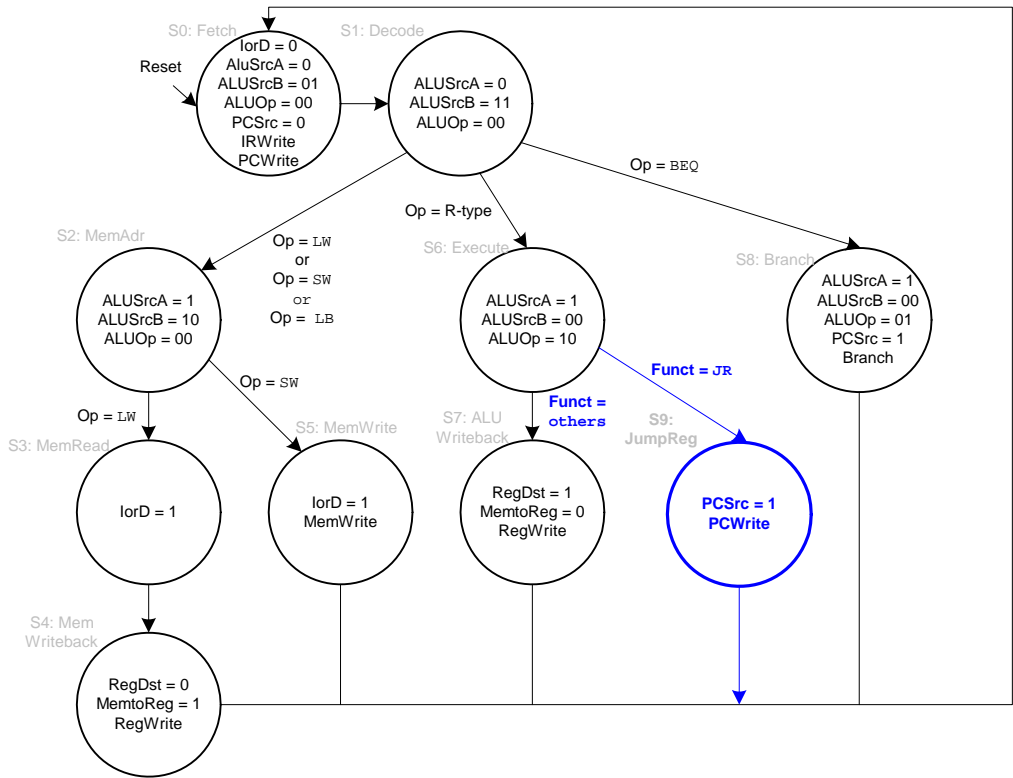 S0: Fetch
S1: Decode
Reset
IorD = 0
AluSrcA = 0
ALUSrcB = 01
ALUOp = 00
PCSrc = 0
IRWrite
PCWrite
ALUSrcA = 0
ALUSrcB = 11
ALUOp = 00
Op = BEQ
Op = R-type
Op = LW
or
Op = SW
or
Op = LB
S2: MemAdr
S6: Execute
S8: Branch
ALUSrcA = 1
ALUSrcB = 10
ALUOp = 00
ALUSrcA = 1
ALUSrcB = 00
ALUOp = 10
ALUSrcA = 1
ALUSrcB = 00
ALUOp = 01
PCSrc = 1
Branch
Op = SW
Op = LW
Funct = JR
Funct =
others
S3: MemRead
S5: MemWrite
S7: ALU
Writeback
S9:
JumpReg
IorD = 1
IorD = 1
MemWrite
RegDst = 1
MemtoReg = 0
RegWrite
PCSrc = 1
PCWrite
S4: Mem
Writeback
RegDst = 0
MemtoReg = 1
RegWrite